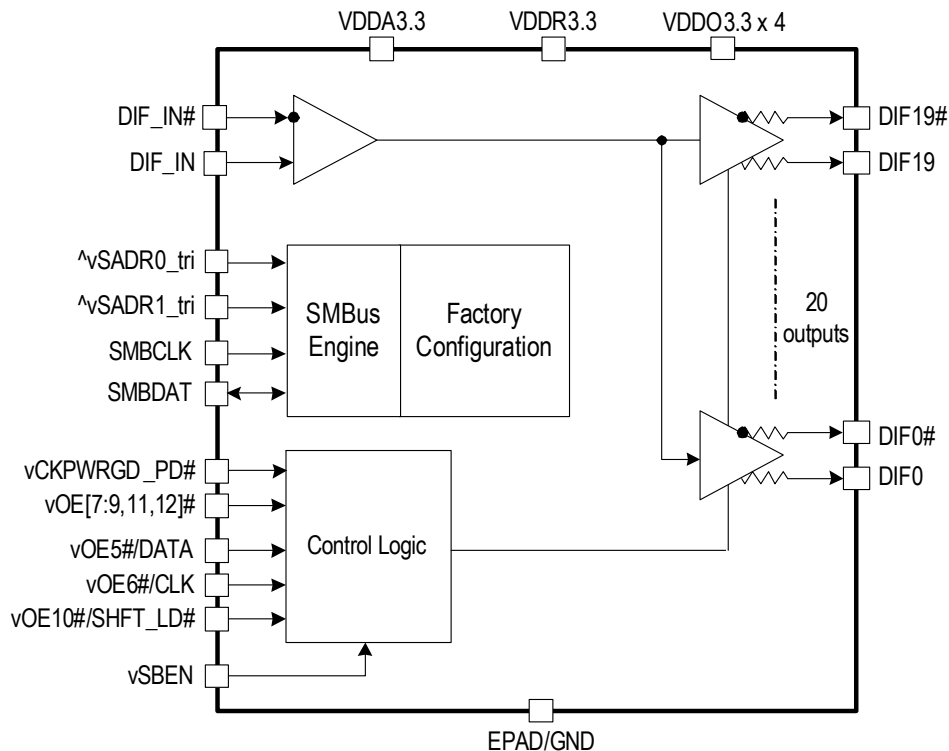 VDDA3.3
VDDR3.3
VDDO3.3 x 4
DIF_IN#
DIF_IN
DIF19#
DIF19
^vSADR0_tri
^vSADR1_tri
SMBCLK
SMBDAT
SMBus
Engine
Factory
Configuration
20
outputs
DIF0#
DIF0
vCKPWRGD_PD#
vOE[7:9,11,12]#
vOE5#/DATA
vOE6#/CLK
vOE10#/SHFT_LD#
vSBEN
Control Logic
EPAD/GND